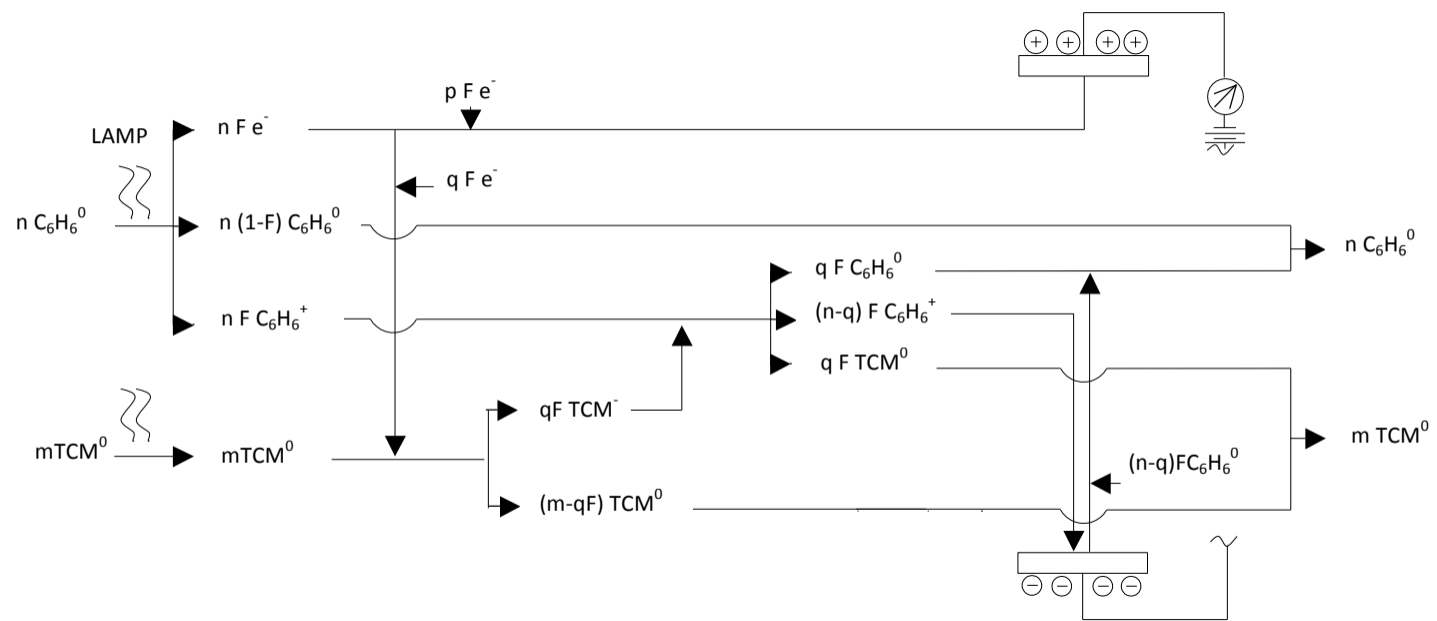 p F e⁻
LAMP
n F e⁻
q F e⁻
n C₆H₆⁰
n (1-F) C₆H₆⁰
n C₆H₆⁰
q F C₆H₆⁰
n F C₆H₆⁺
(n-q) F C₆H₆⁺
q F TCM⁰
qF TCM⁻
mTCM⁰
mTCM⁰
m TCM⁰
(n-q)FC₆H₆⁰
(m-qF) TCM⁰